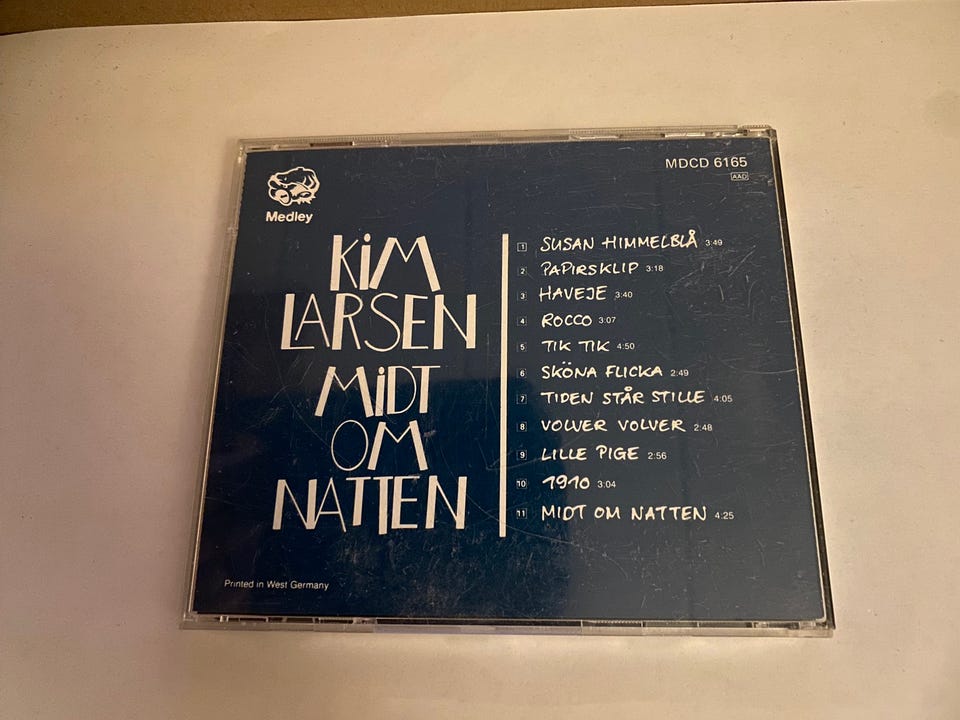 MDCD 6165
AAD
Medley
KiM
LARSEN
MiDT
OM
NATTEN
1 SUSAN HIMMELBLÅ 3:49
2 PAPIRSKLIP 3:18
3 HAVEJE 3:40
4 ROCCO 3:07
5 TIK TIK 4:50
6 SKÖNA FLICKA 2:49
7 TIDEN STÅR STILLE 4:05
8 VOLVER VOLVER 2:48
9 LILLE PIGE 2:56
10 1910 3:04
11 MIDT OM NATTEN 4:25
Printed in West Germany